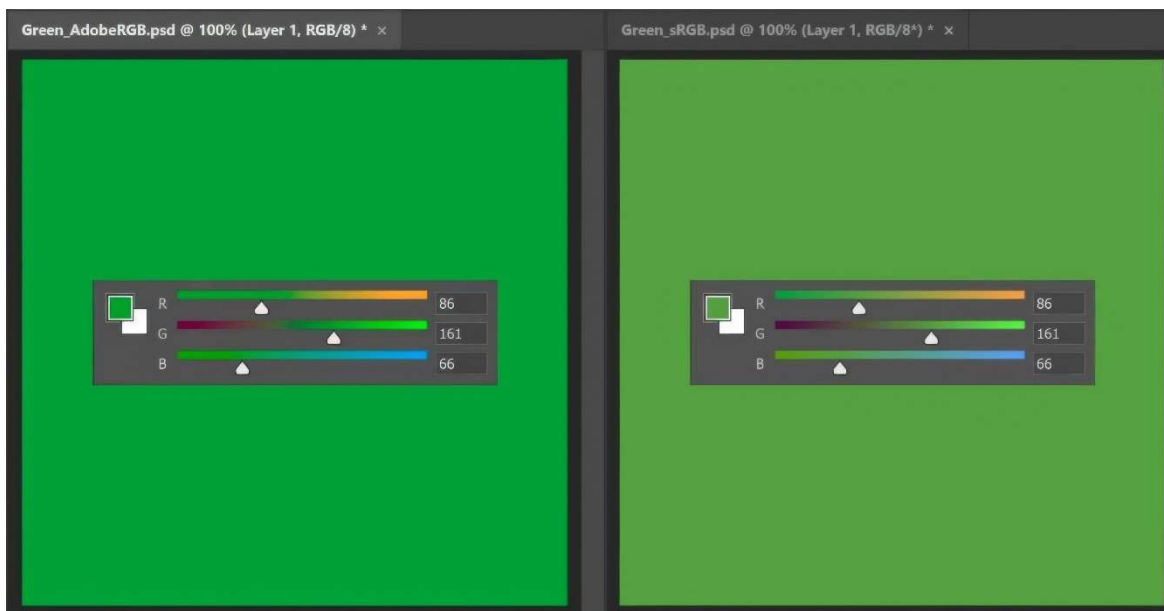 Green_AdobeRGB.psd @ 100% (Layer 1, RGB/8) * ×
Green_sRGB.psd @ 100% (Layer 1, RGB/8*) * ×
R 86
G 161
B 66
R 86
G 161
B 66